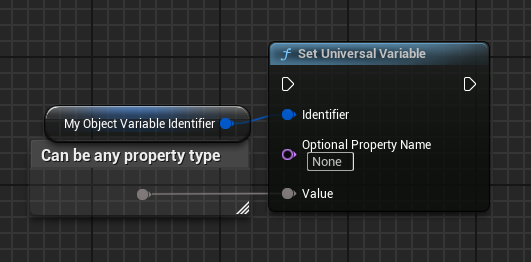 Set Universal Variable
My Object Variable Identifier
Identifier
Can be any property type
Optional Property Name
None
Value